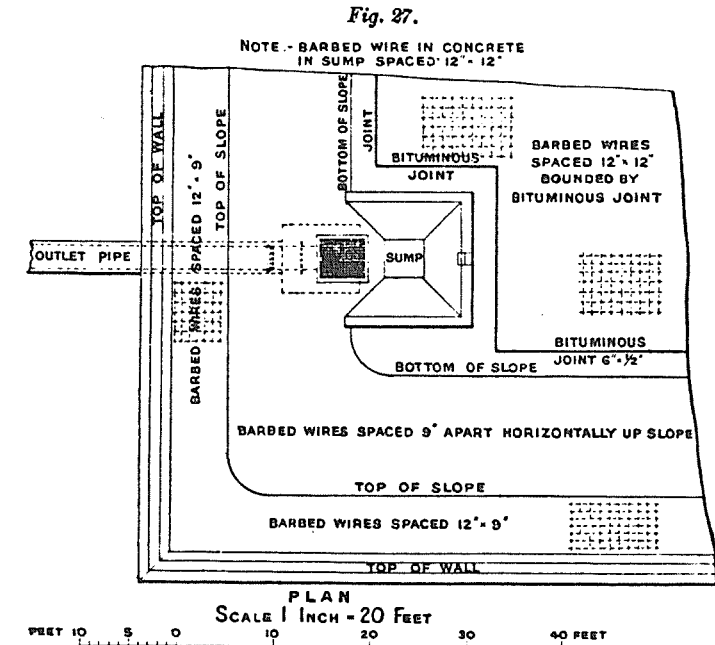 Fig. 27.
NOTE.- BARBED WIRE IN CONCRETE
IN SUMP SPACED 12" × 12"
TOP OF WALL
BARBED WIRES SPACED 12" × 9"
TOP OF SLOPE
BOTTOM OF SLOPE
JOINT
BITUMINOUS
JOINT
BARBED WIRES
SPACED 12" × 12"
BOUNDED BY
BITUMINOUS JOINT
OUTLET PIPE
SUMP
BITUMINOUS
JOINT 6" × ½"
BOTTOM OF SLOPE
BARBED WIRES SPACED 9" APART HORIZONTALLY UP SLOPE
TOP OF SLOPE
BARBED WIRES SPACED 12" × 9"
TOP OF WALL
PLAN
SCALE 1 INCH = 20 FEET
FEET 10 5 0 10 20 30 40 FEET